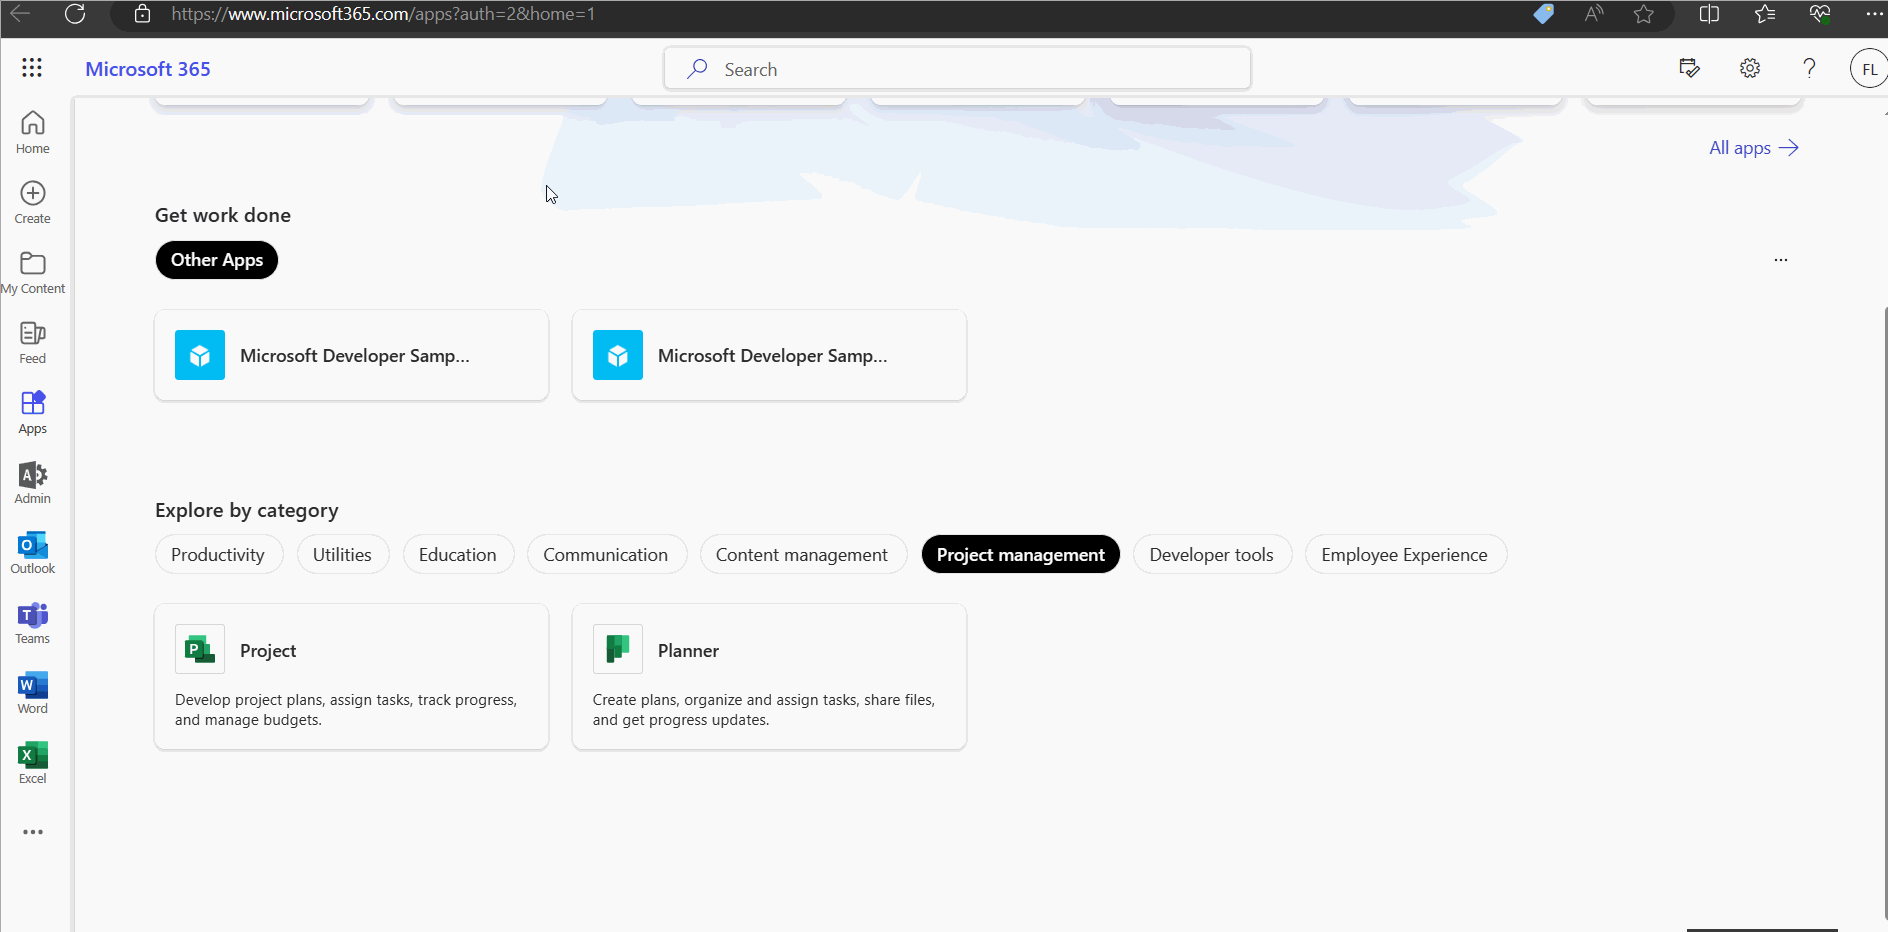 https://www.microsoft365.com/apps?auth=2&home=1
Microsoft 365
Search
FL
Home
Create
My Content
Feed
Apps
Admin
Outlook
Teams
Word
Excel
All apps
Get work done
Other Apps
...
Microsoft Developer Samp...
Microsoft Developer Samp...
Explore by category
Productivity
Utilities
Education
Communication
Content management
Project management
Developer tools
Employee Experience
Project
Develop project plans, assign tasks, track progress,
and manage budgets.
Planner
Create plans, organize and assign tasks, share files,
and get progress updates.